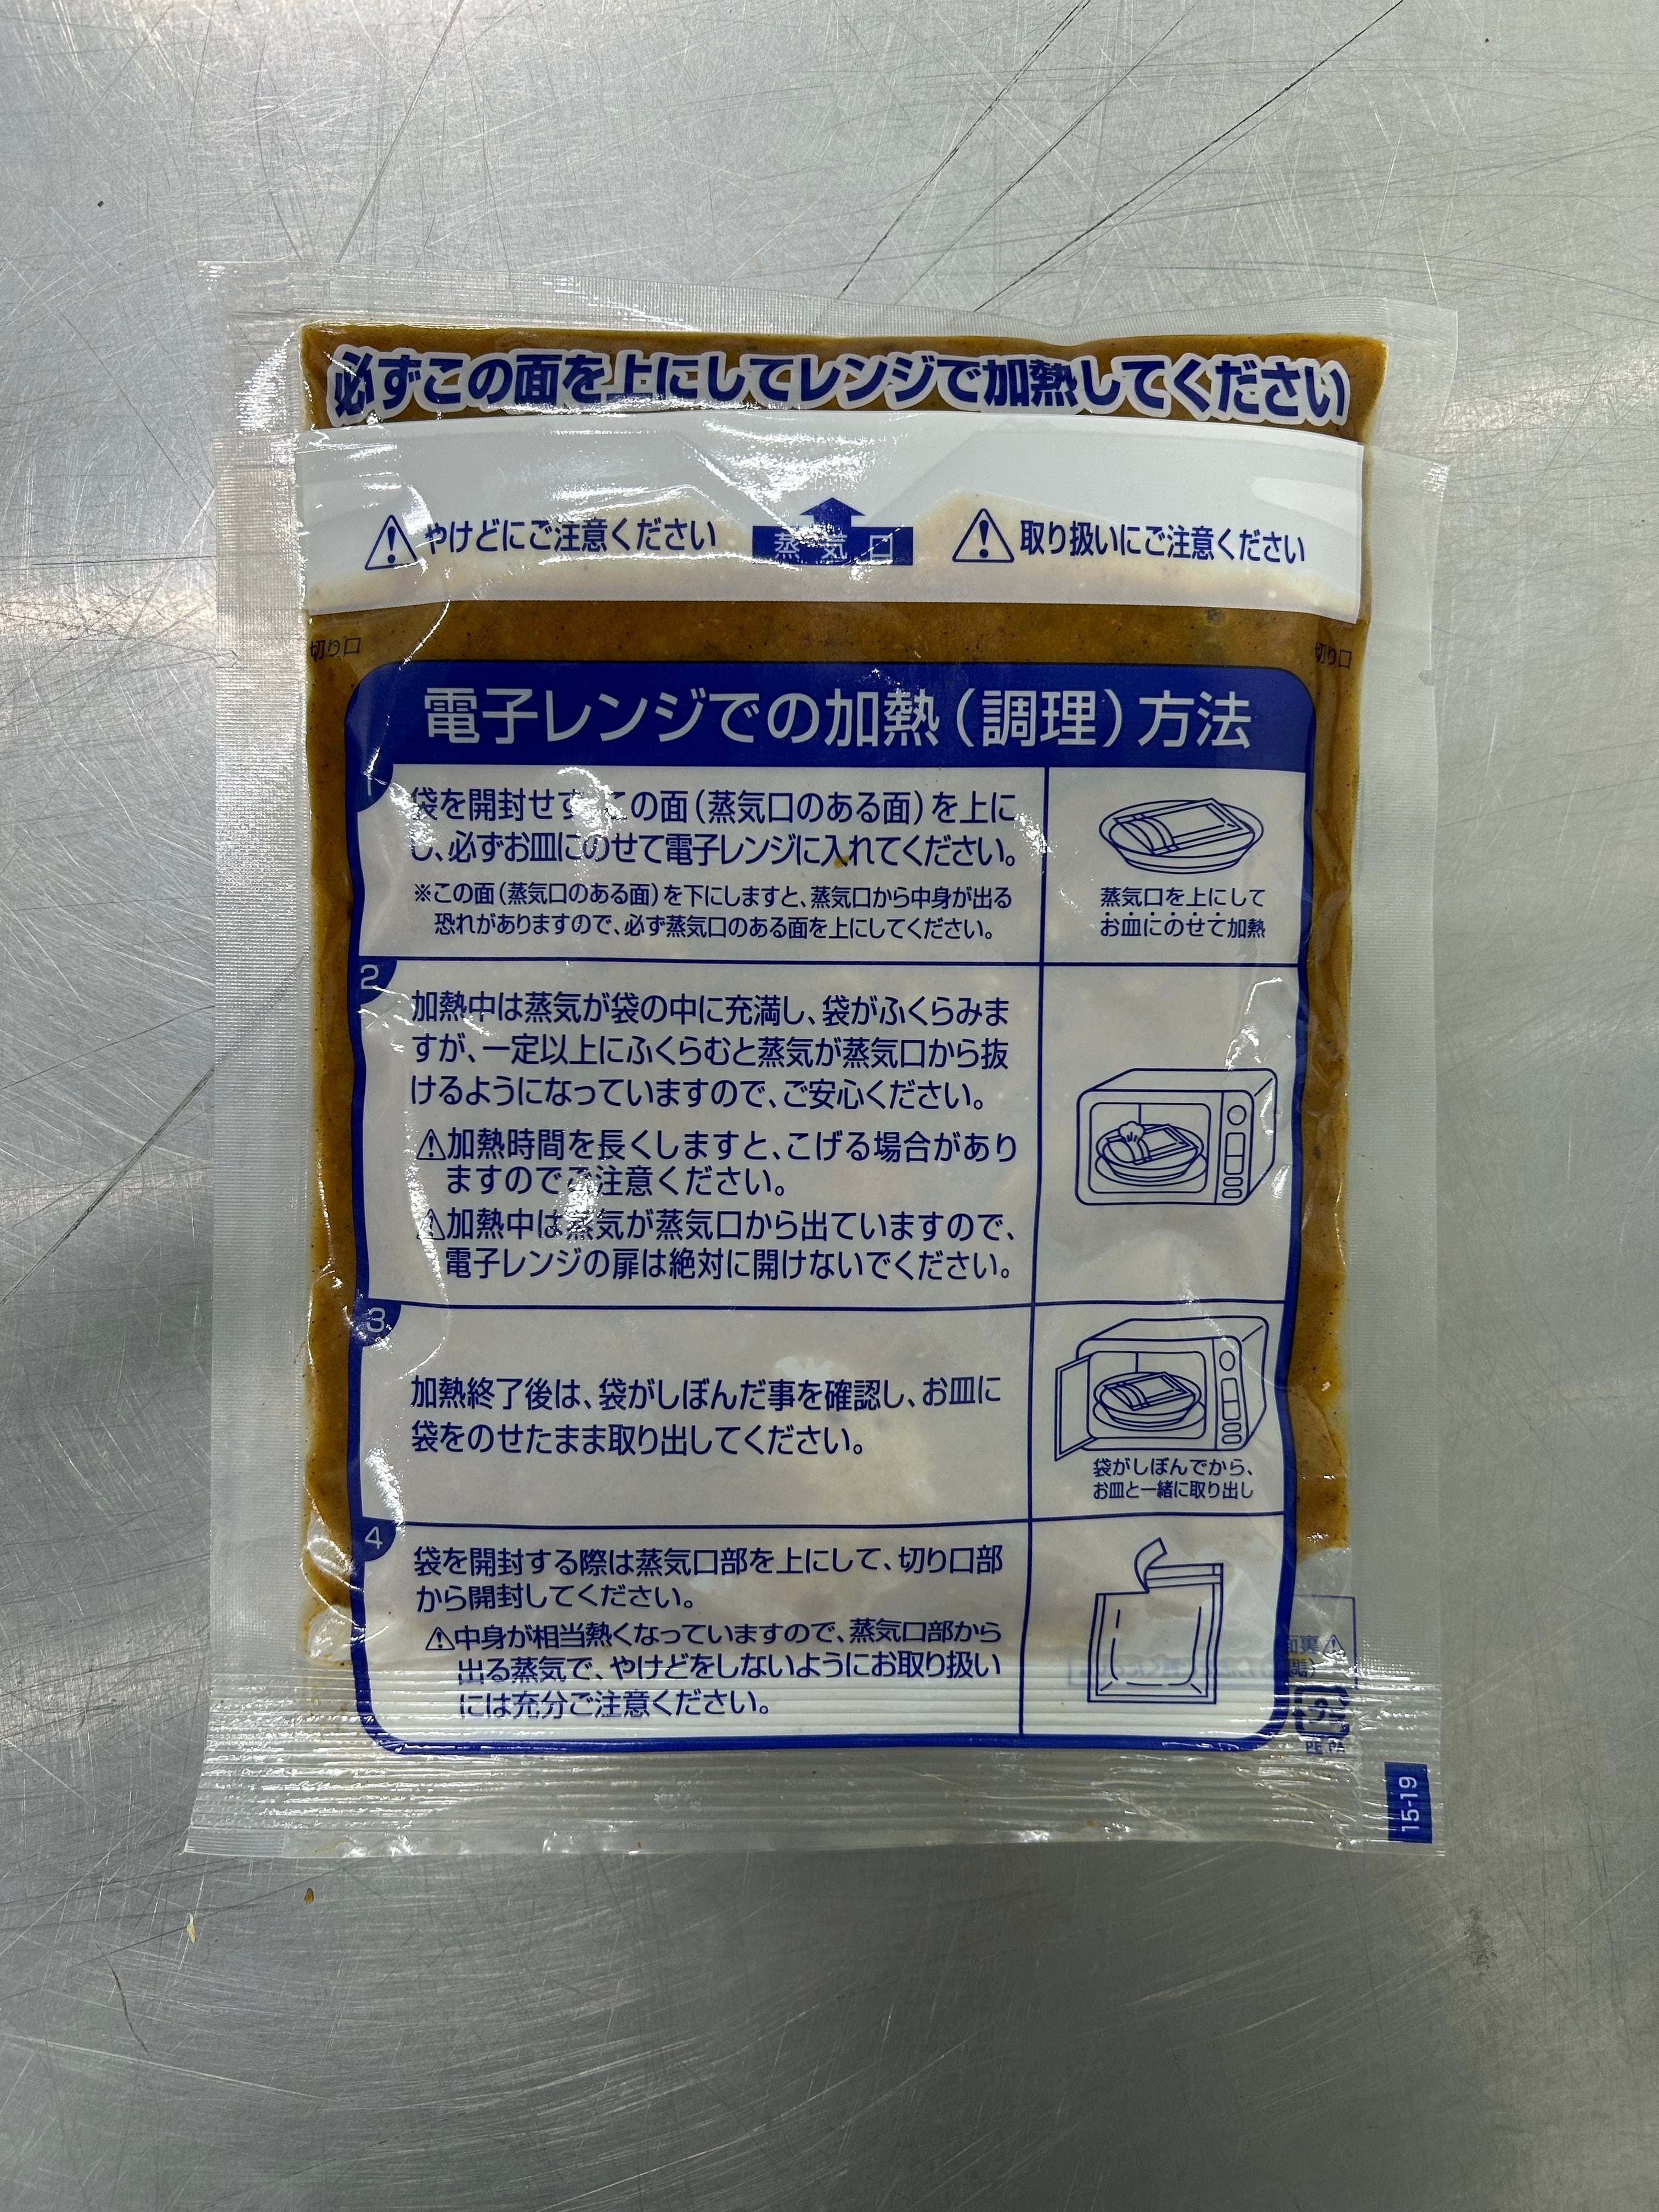 必ずこの面を上にしてレンジで加熱してください
やけどにご注意ください
蒸気口
取り扱いにご注意ください
切り口
切り口
電子レンジでの加熱(調理)方法
1
袋を開封せず、この面(蒸気口のある面)を上に
し、必ずお皿にのせて電子レンジに入れてください。
※この面(蒸気口のある面)を下にしますと、蒸気口から中身が出る
恐れがありますので、必ず蒸気口のある面を上にしてください。
蒸気口を上にして
お皿にのせて加熱
2
加熱中は蒸気が袋の中に充満し、袋がふくらみま
すが、一定以上にふくらむと蒸気が蒸気口から抜
けるようになっていますので、ご安心ください。
⚠加熱時間を長くしますと、こげる場合があり
ますのでご注意ください。
⚠加熱中は蒸気が蒸気口から出ていますので、
電子レンジの扉は絶対に開けないでください。
3
加熱終了後は、袋がしぼんだ事を確認し、お皿に
袋をのせたまま取り出してください。
袋がしぼんでから、
お皿と一緒に取り出し
4
袋を開封する際は蒸気口部を上にして、切り口部
から開封してください。
⚠中身が相当熱くなっていますので、蒸気口部から
出る蒸気で、やけどをしないようにお取り扱い
には充分ご注意ください。
PE,PA
15-19